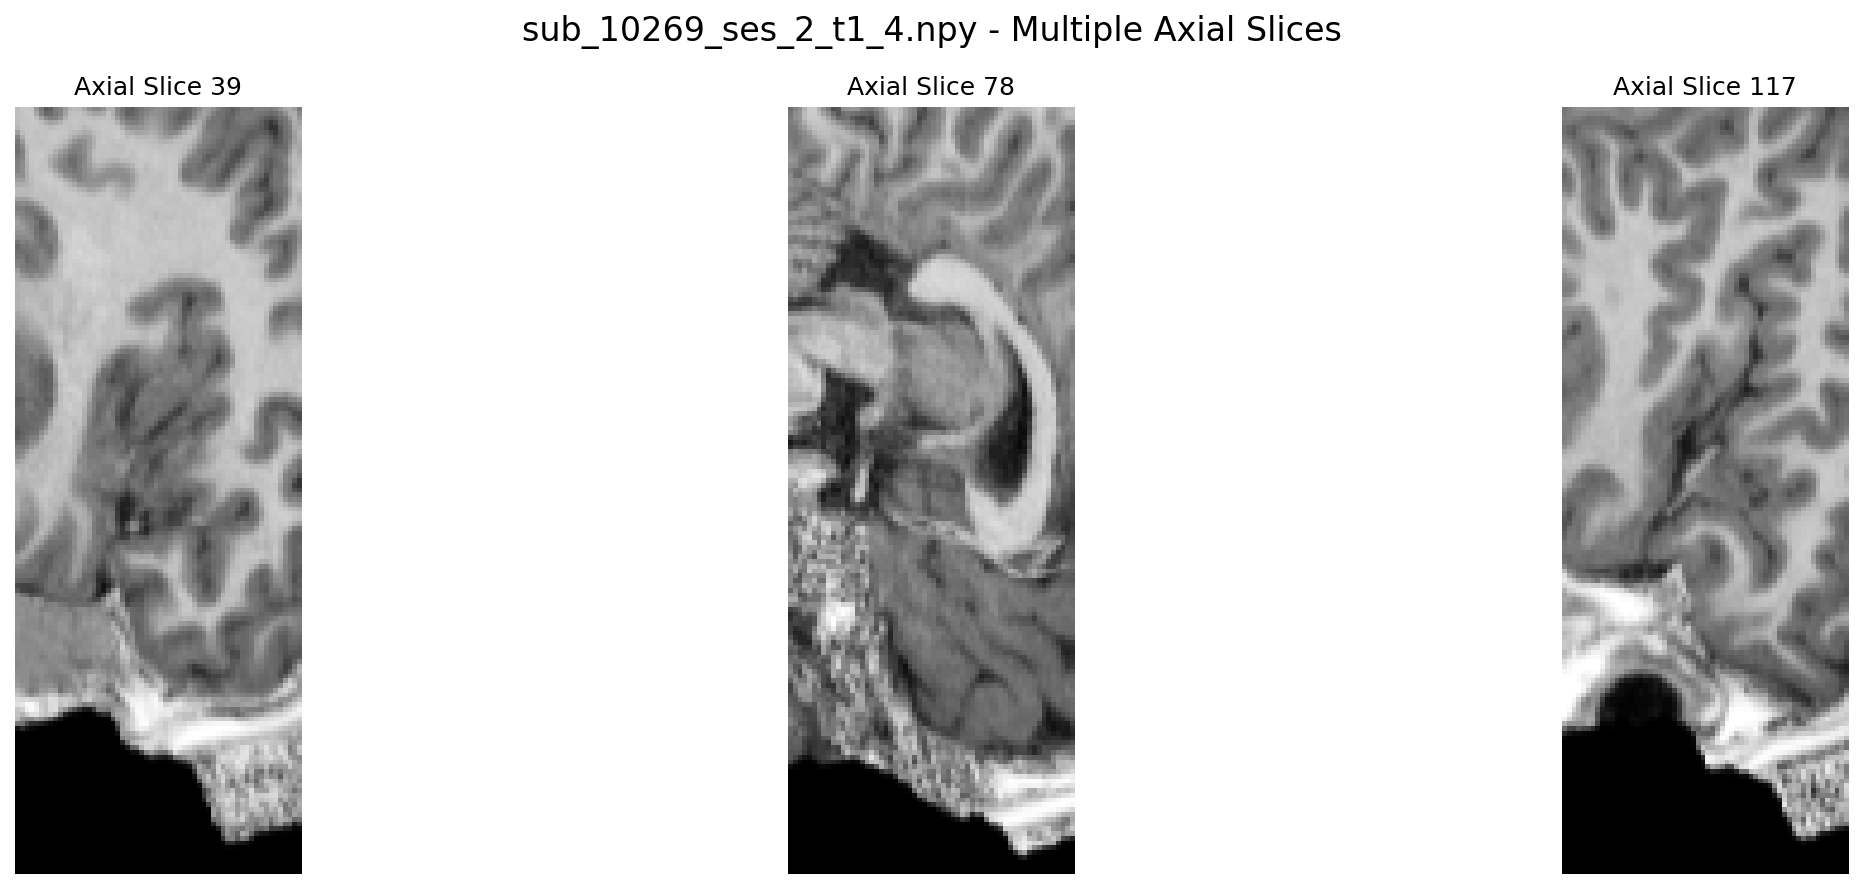 sub_10269_ses_2_t1_4.npy - Multiple Axial Slices
Axial Slice 39
Axial Slice 78
Axial Slice 117